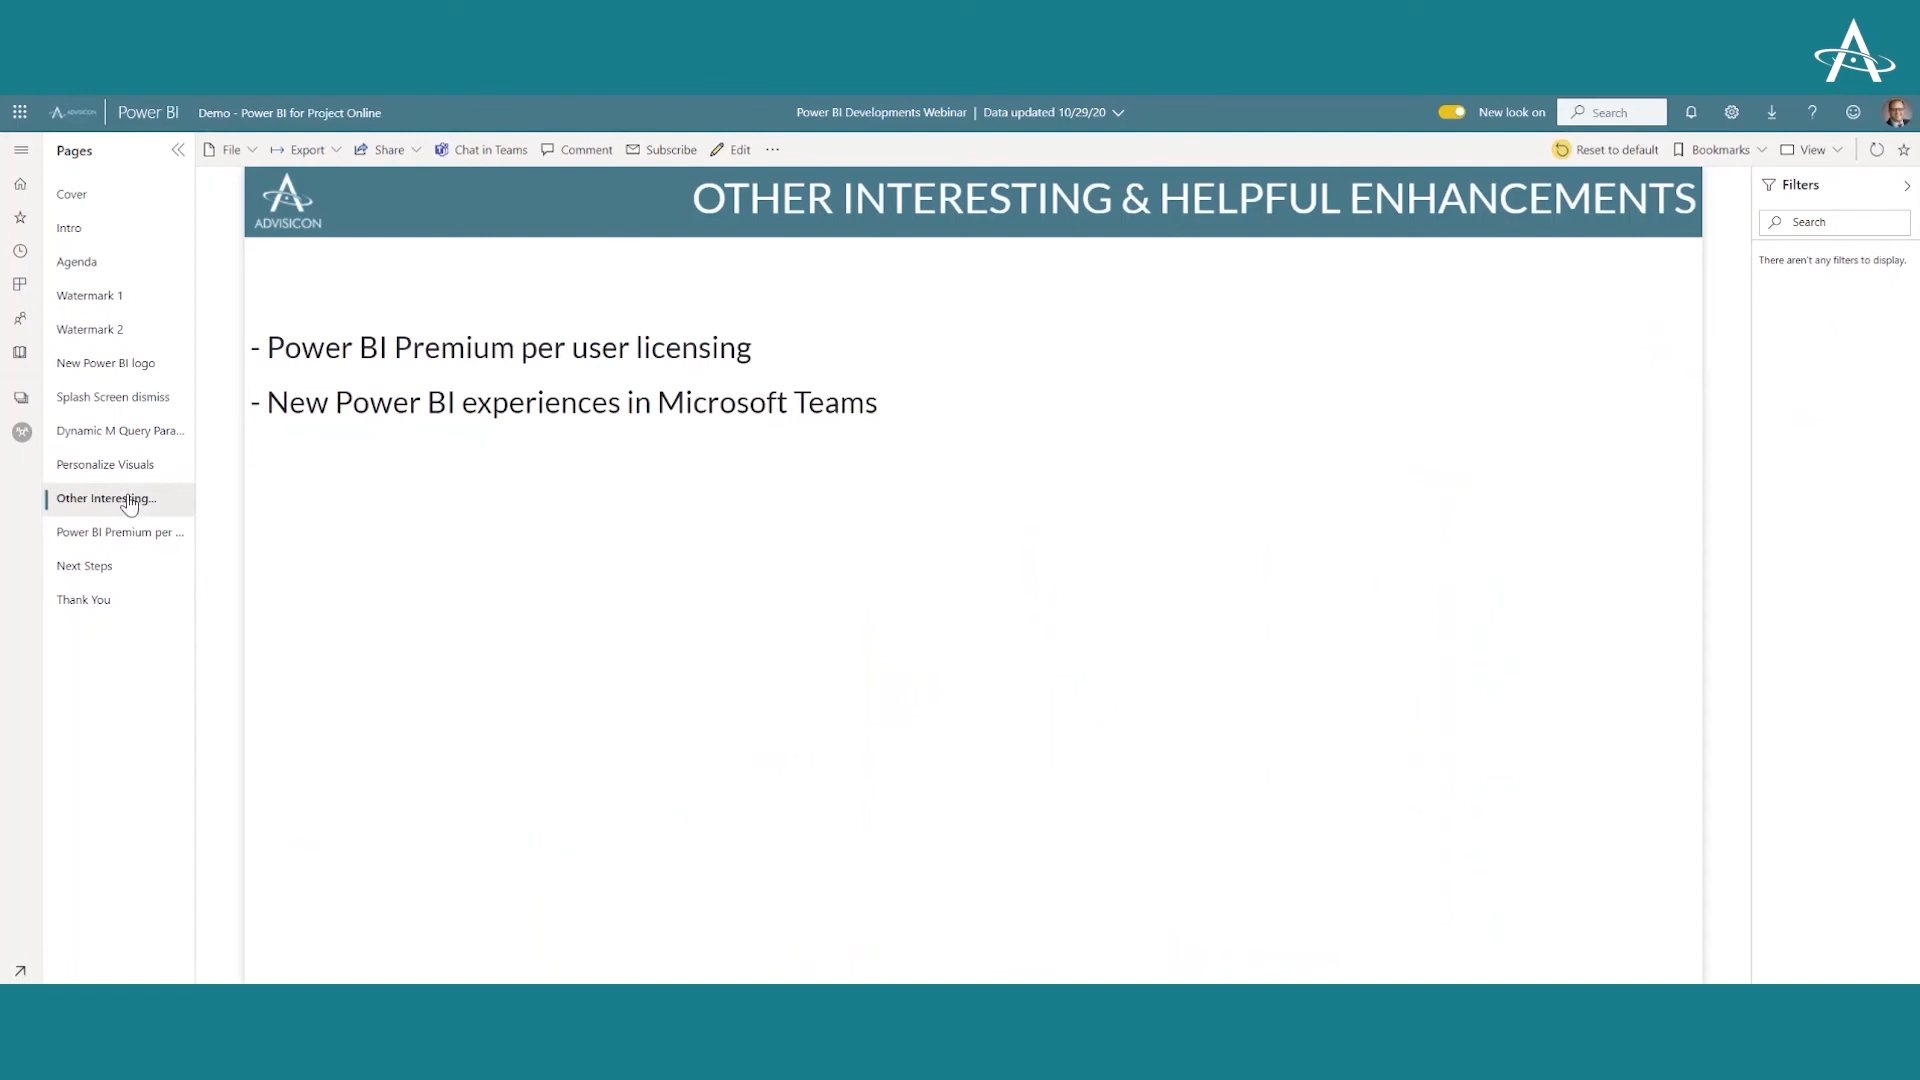 ADVISICON
Power BI
Demo - Power BI for Project Online
Power BI Developments Webinar | Data updated 10/29/20
New look on
Search
Pages
File
Export
Share
Chat in Teams
Comment
Subscribe
Edit
...
Reset to default
Bookmarks
View
Cover
Intro
Agenda
Watermark 1
Watermark 2
New Power BI logo
Splash Screen dismiss
Dynamic M Query Para...
Personalize Visuals
Other Interesting...
Power BI Premium per ...
Next Steps
Thank You
ADVISICON
OTHER INTERESTING & HELPFUL ENHANCEMENTS
- Power BI Premium per user licensing
- New Power BI experiences in Microsoft Teams
Filters
Search
There aren't any filters to display.